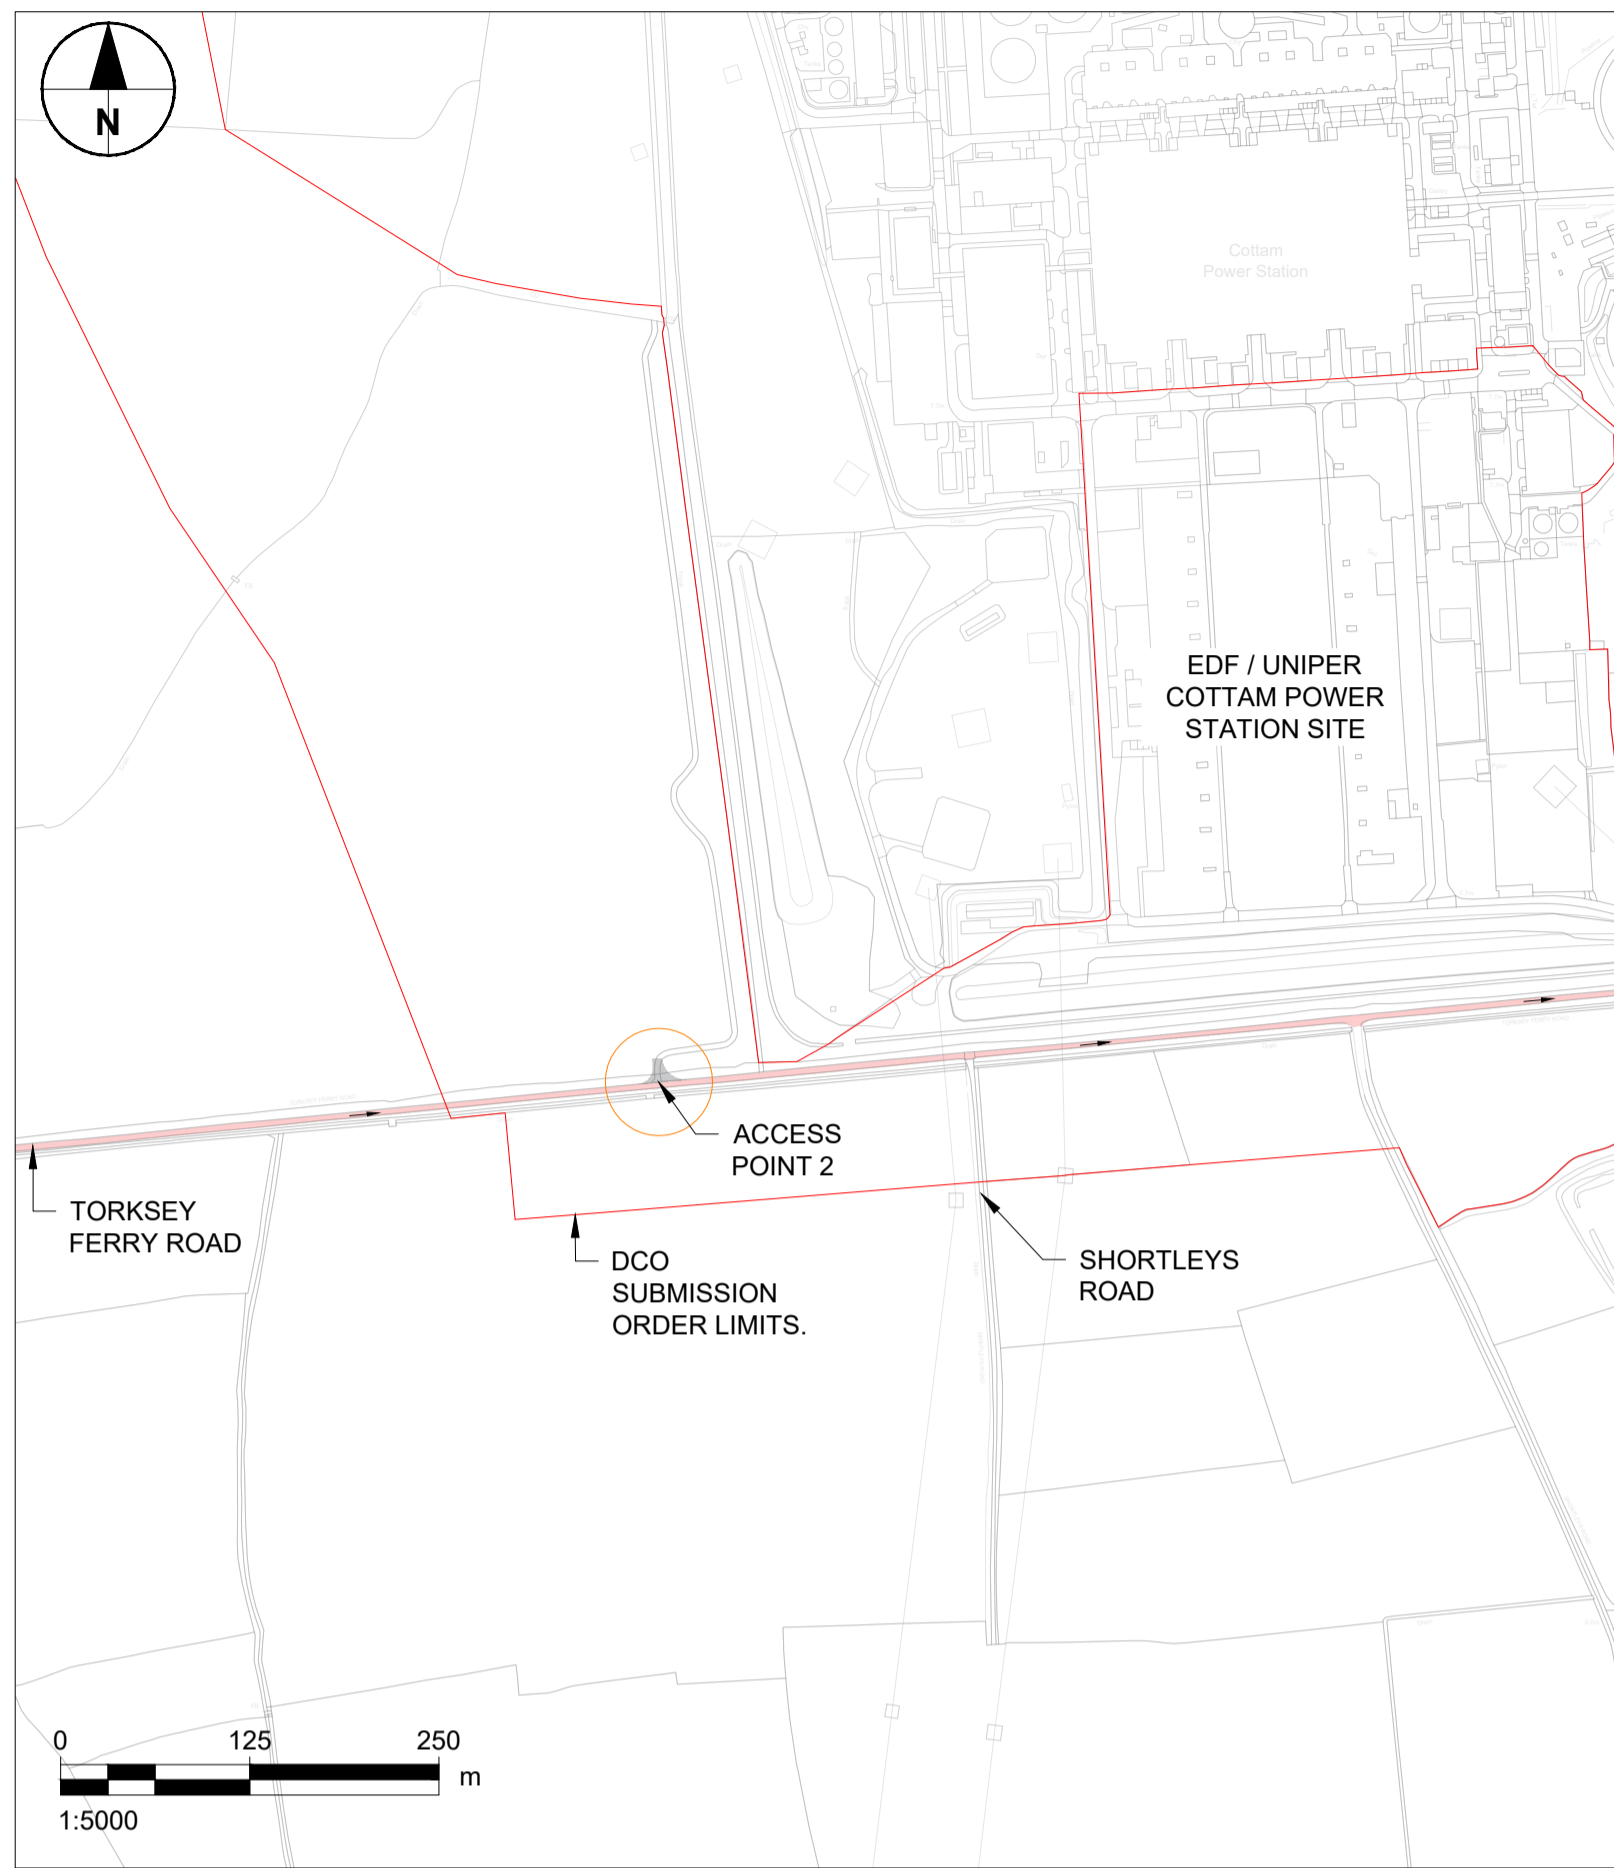 N
Cottam
Power Station
EDF / UNIPER
COTTAM POWER
STATION SITE
ACCESS
POINT 2
TORKSEY
FERRY ROAD
DCO
SUBMISSION
ORDER LIMITS.
SHORTLEYS
ROAD
0 125 250
m
1:5000